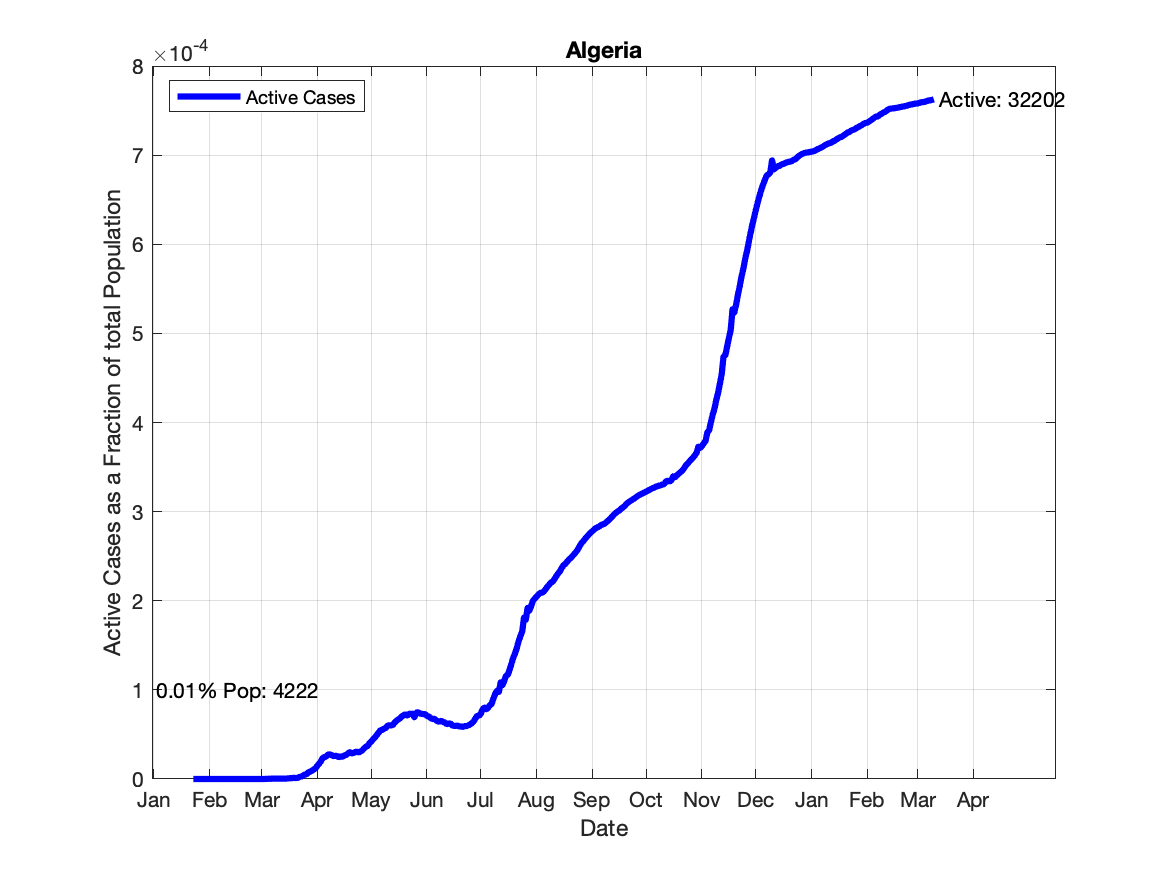 Algeria
×10-4
8
7
6
5
4
3
2
1
0
Active Cases
Active: 32202
0.01% Pop: 4222
Active Cases as a Fraction of total Population
Jan Feb Mar Apr May Jun Jul Aug Sep Oct Nov Dec Jan Feb Mar Apr
Date